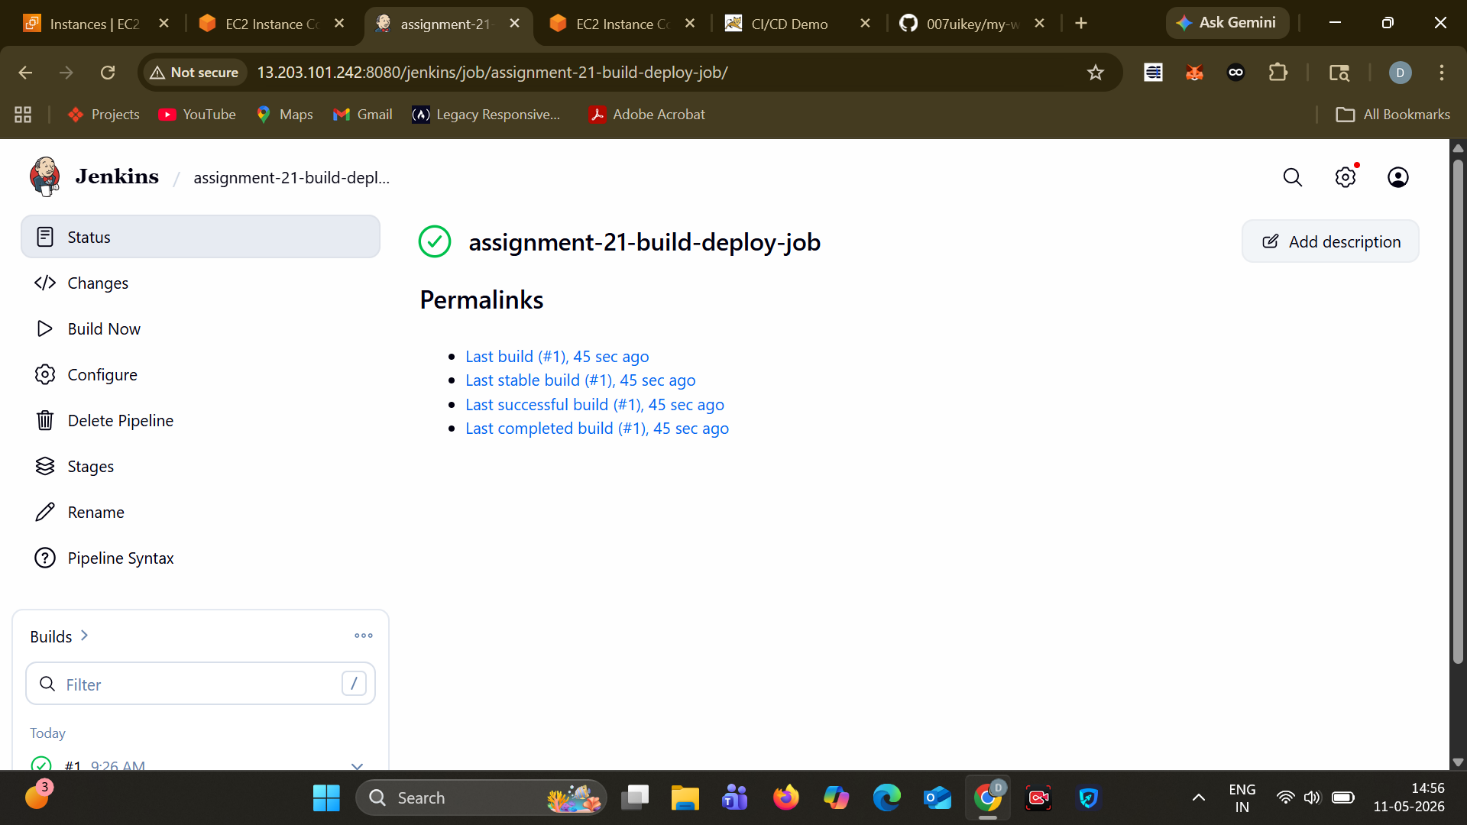 Instances | EC2
EC2 Instance Co
assignment-21-
EC2 Instance Co
CI/CD Demo
007uikey/my-w
Ask Gemini
Not secure
13.203.101.242:8080/jenkins/job/assignment-21-build-deploy-job/
D
Projects
YouTube
Maps
Gmail
Legacy Responsive...
Adobe Acrobat
All Bookmarks
Jenkins / assignment-21-build-depl...
Status
Changes
Build Now
Configure
Delete Pipeline
Stages
Rename
Pipeline Syntax
Builds
Filter
/
Today
#1 9:26 AM
assignment-21-build-deploy-job
Add description
Permalinks
Last build (#1), 45 sec ago
Last stable build (#1), 45 sec ago
Last successful build (#1), 45 sec ago
Last completed build (#1), 45 sec ago
3
Search
D
ENG
IN
14:56
11-05-2026